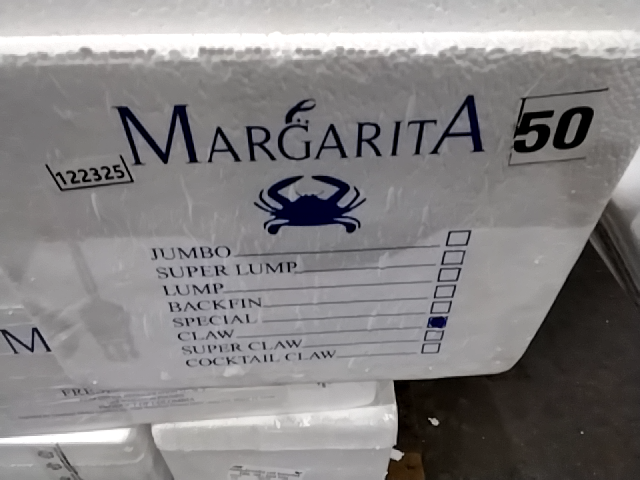 MARGARITA
50
122325
JUMBO
SUPER LUMP
LUMP
BACKFIN
SPECIAL
CLAW
SUPER CLAW
COCKTAIL CLAW
M